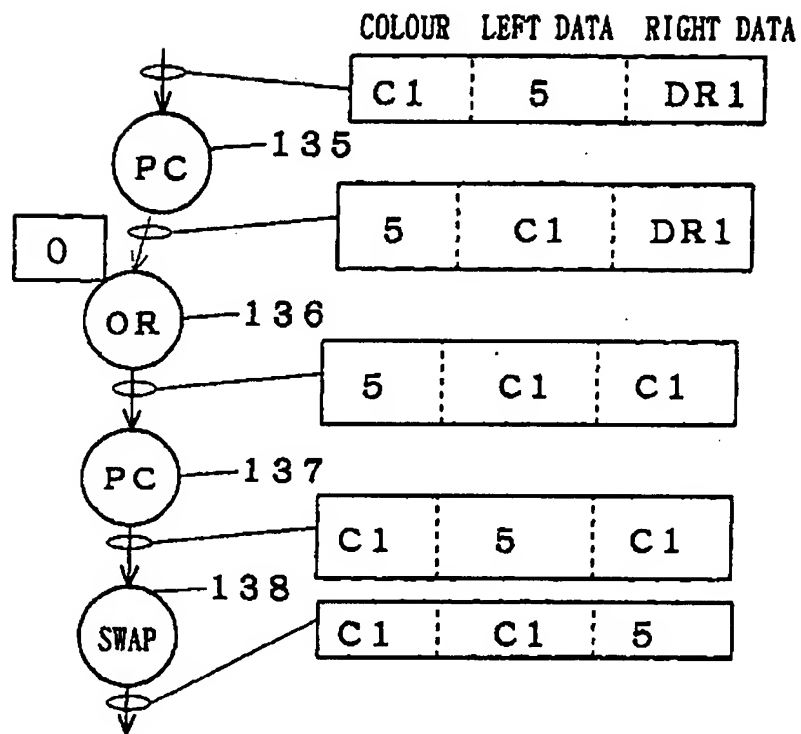 COLOUR LEFT DATA RIGHT DATA
C1 5 DR1
PC 135
5 C1 DR1
0
OR 136
5 C1 C1
PC 137
C1 5 C1
138
SWAP
C1 C1 5